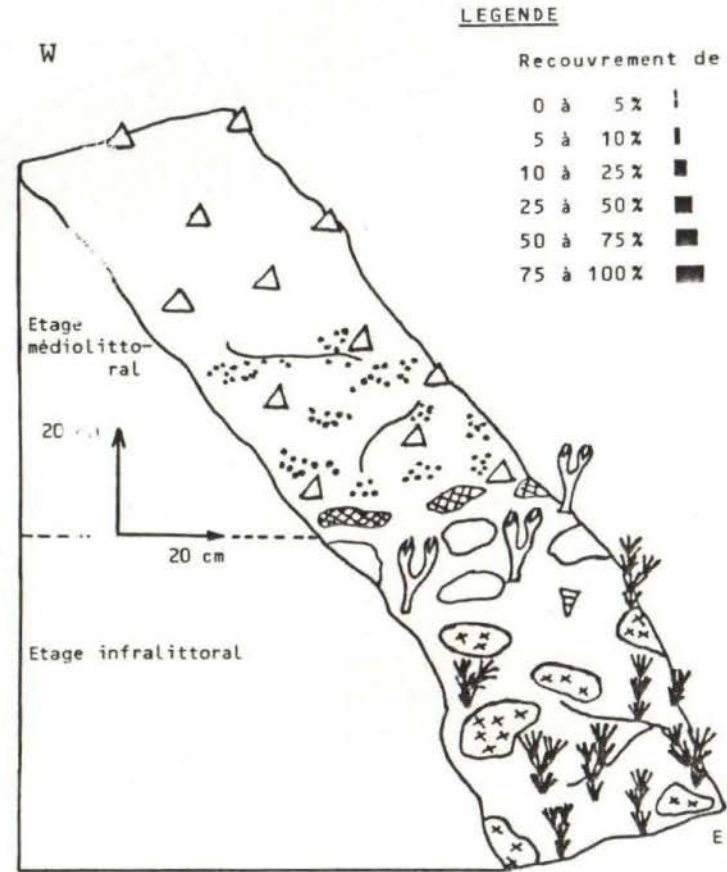 LEGENDE
W
Recouvrement de
0 à 5%
5 à 10%
10 à 25%
25 à 50%
50 à 75%
75 à 100%
Etage
médiolitto-
ral
20
20 cm
Etage infralittoral
E